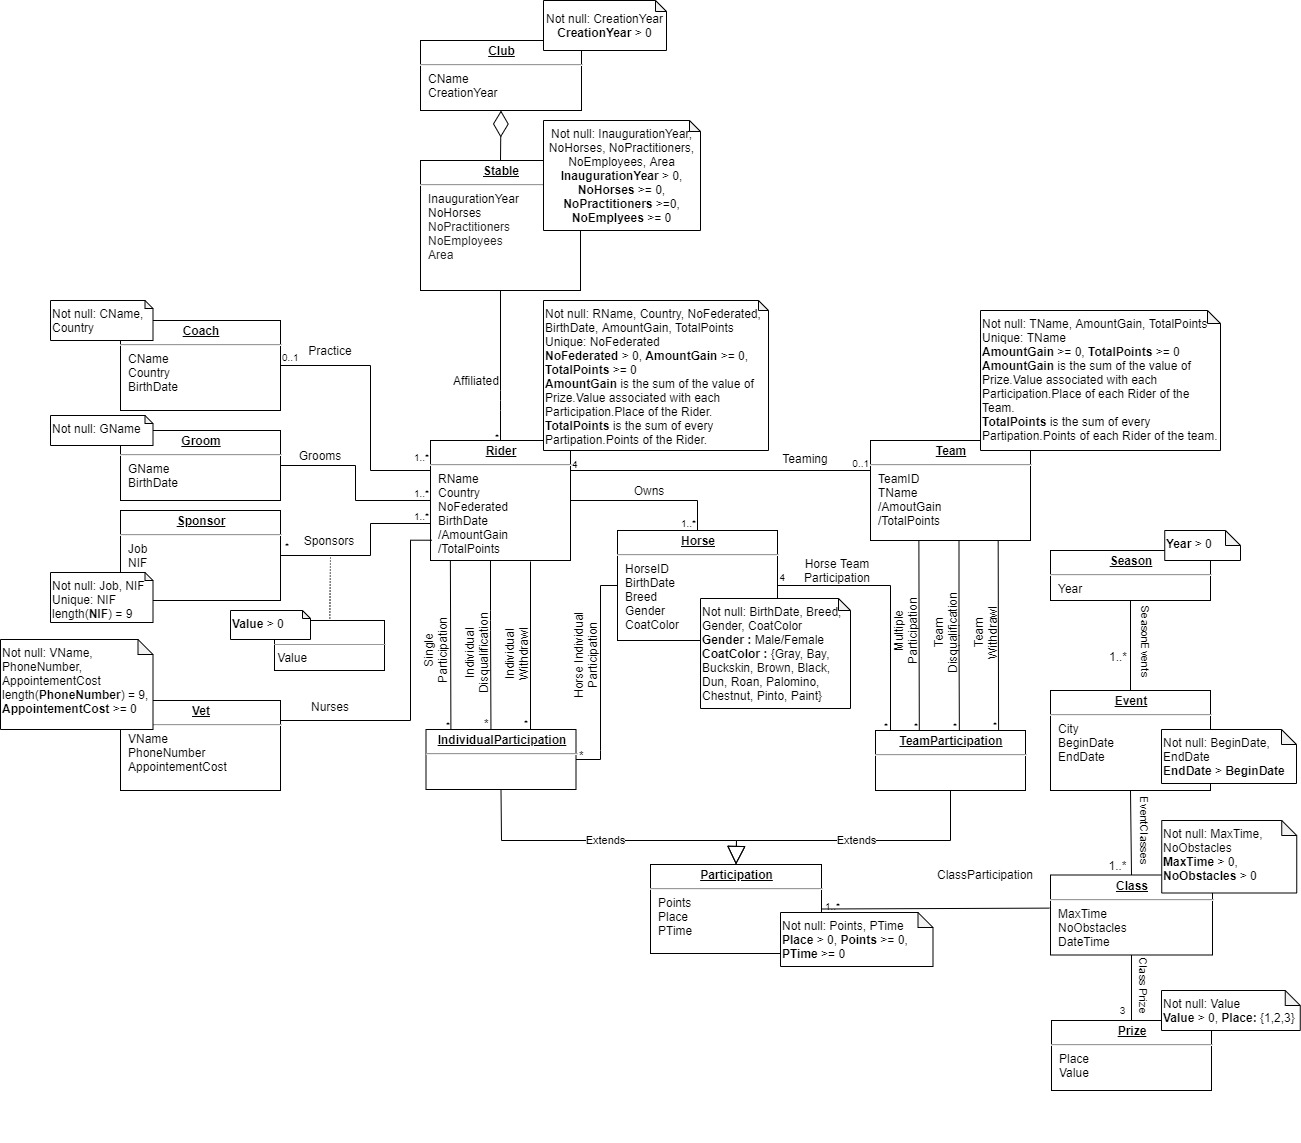 Not null: CreationYear
CreationYear > 0
Club
CName
CreationYear
Not null: InaugurationYear,
NoHorses, NoPractitioners,
NoEmployees, Area
InaugurationYear > 0,
NoHorses >= 0,
NoPractitioners >=0,
NoEmplyees >= 0
Stable
InaugurationYear
NoHorses
NoPractitioners
NoEmployees
Area
Not null: CName,
Country
Coach
CName
Country
BirthDate
0..1
Practice
1..*
Affiliated
*
Not null: RName, Country, NoFederated,
BirthDate, AmountGain, TotalPoints
Unique: NoFederated
NoFederated > 0, AmountGain >= 0,
TotalPoints >= 0
AmountGain is the sum of the value of
Prize.Value associated with each
Participation.Place of the Rider.
TotalPoints is the sum of every
Partipation.Points of the Rider.
Not null: TName, AmountGain, TotalPoints
Unique: TName
AmountGain >= 0, TotalPoints >= 0
AmountGain is the sum of the value of
Prize.Value associated with each
Participation.Place of each Rider of the
Team.
TotalPoints is the sum of every
Partipation.Points of each Rider of the team.
Not null: GName
Groom
GName
BirthDate
Grooms
1..*
Rider
RName
Country
NoFederated
BirthDate
/AmountGain
/TotalPoints
4
Teaming
0..1
Team
TeamID
TName
/AmoutGain
/TotalPoints
Owns
1..*
Sponsor
Job
NIF
*
Sponsors
1..*
Not null: Job, NIF
Unique: NIF
length(NIF) = 9
Value > 0
Value
Horse
HorseID
BirthDate
Breed
Gender
CoatColor
4
Horse Team
Participation
*
Not null: BirthDate, Breed,
Gender, CoatColor
Gender : Male/Female
CoatColor : {Gray, Bay,
Buckskin, Brown, Black,
Dun, Roan, Palomino,
Chestnut, Pinto, Paint}
Year > 0
Season
Year
SeasonEvents
1..*
Not null: VName,
PhoneNumber,
AppointementCost
length(PhoneNumber) = 9,
AppointementCost >= 0
Vet
VName
PhoneNumber
AppointementCost
Nurses
Single
Participation
*
Individual
Disqualification
*
Individual
Withdrawl
*
Horse Individual
Participation
*
Multiple
Participation
*
Team
Disqualification
*
Team
Withdrawl
*
IndividualParticipation
TeamParticipation
Event
City
BeginDate
EndDate
Not null: BeginDate,
EndDate
EndDate > BeginDate
EventClasses
1..*
Extends
Extends
Participation
Points
Place
PTime
1..*
ClassParticipation
Not null: Points, PTime
Place > 0, Points >= 0,
PTime >= 0
Not null: MaxTime,
NoObstacles
MaxTime > 0,
NoObstacles > 0
Class
MaxTime
NoObstacles
DateTime
Class Prize
3
Not null: Value
Value > 0, Place: {1,2,3}
Prize
Place
Value